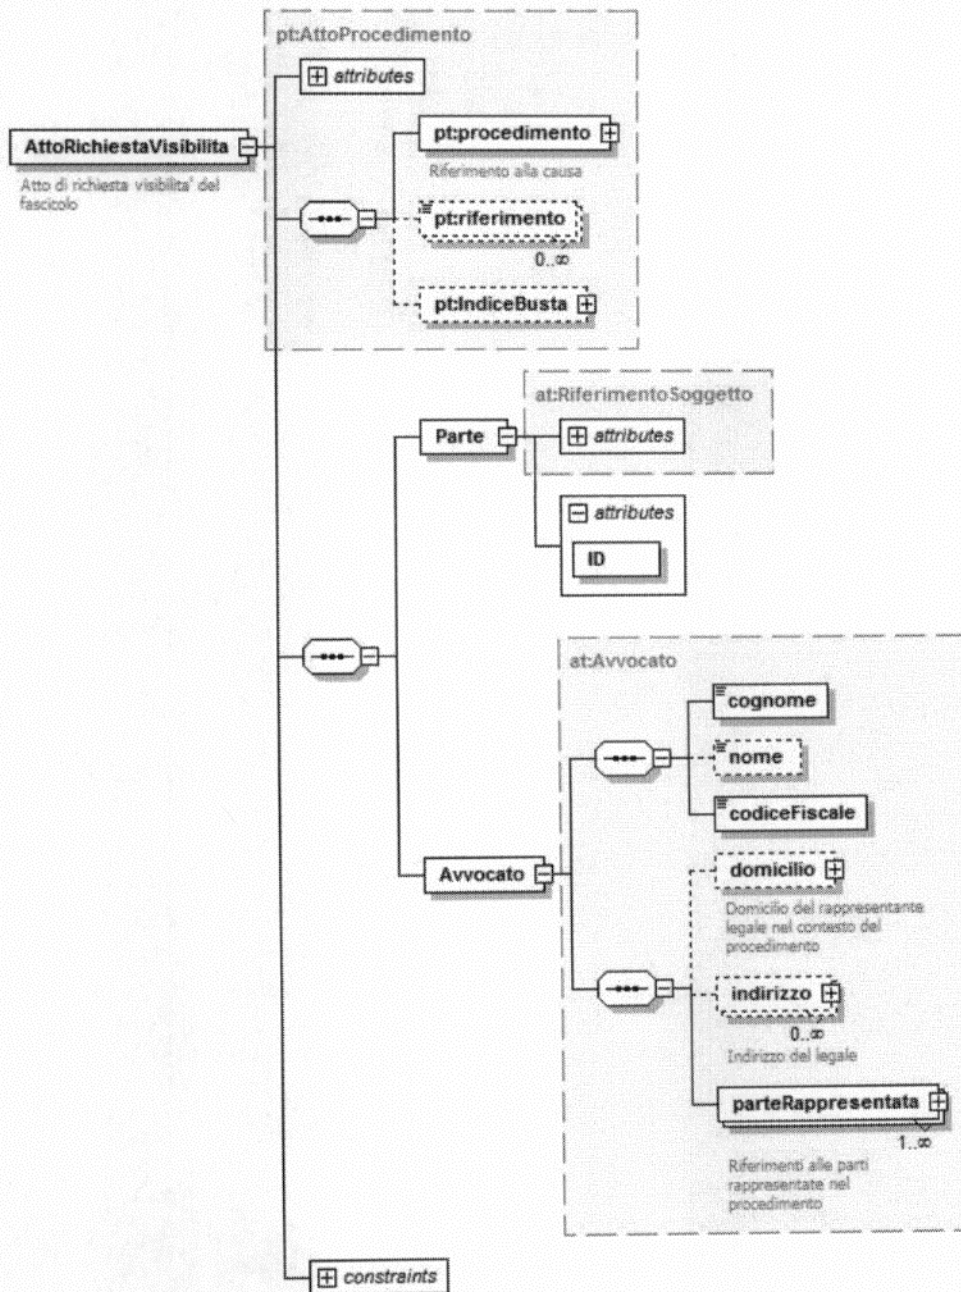 pt:AttoProcedimento
attributes
AttoRichiestaVisibilita
Atto di richiesta visibilita' del
fascicolo
pt:procedimento
Riferimento alla causa
pt:riferimento
0..∞
pt:IndiceBusta
at:RiferimentoSoggetto
Parte
attributes
attributes
ID
at:Avvocato
cognome
nome
codiceFiscale
Avvocato
domicilio
Domicilio del rappresentante
legale nel contesto del
procedimento
indirizzo
0..∞
Indirizzo del legale
parteRappresentata
1..∞
Riferimenti alle parti
rappresentate nel
procedimento
constraints